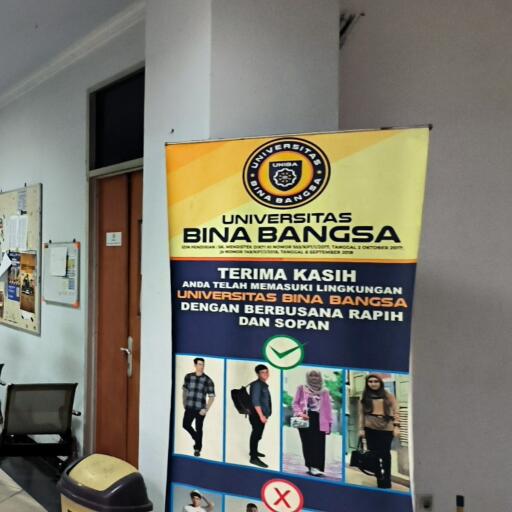 UNIVERSITAS
UNIBA
BINA BANGSA
UNIVERSITAS
BINA BANGSA
TERIMA KASIH
ANDA TELAH MEMASUKI LINGKUNGAN
UNIVERSITAS BINA BANGSA
DENGAN BERBUSANA RAPIH
DAN SOPAN
X